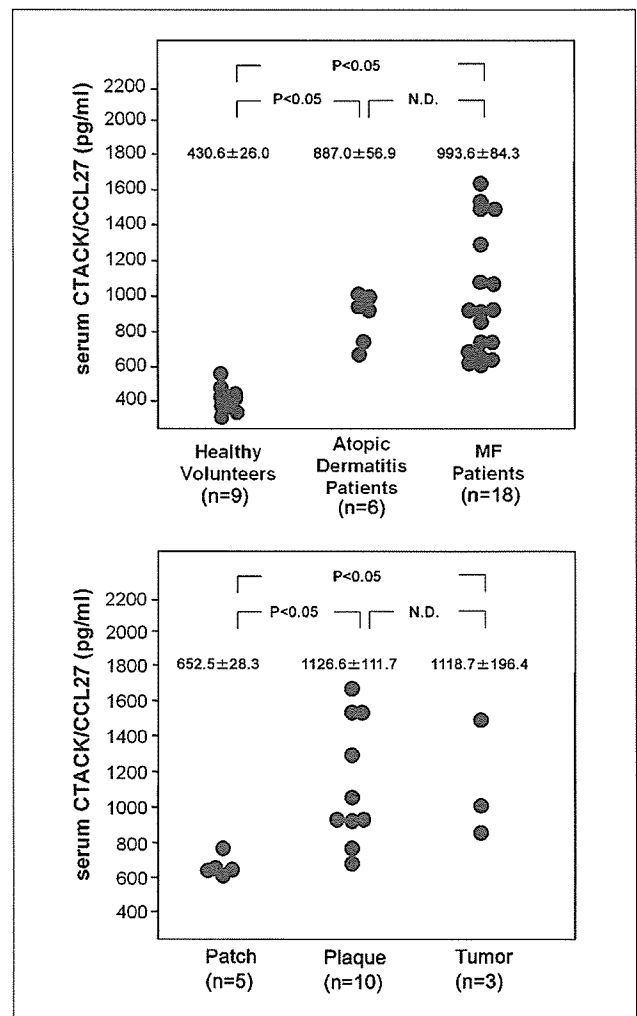 serum CTACK/CCL27 (pg/ml)
2200
2000
1800
1600
1400
1200
1000
800
600
400
P<0.05
P<0.05
N.D.
430.6±26.0 887.0±56.9 993.6±84.3
Healthy Volunteers (n=9)
Atopic Dermatitis Patients (n=6)
MF Patients (n=18)
serum CTACK/CCL27 (pg/ml)
2200
2000
1800
1600
1400
1200
1000
800
600
400
P<0.05
P<0.05
N.D.
652.5±28.3 1126.6±111.7 1118.7±196.4
Patch (n=5)
Plaque (n=10)
Tumor (n=3)